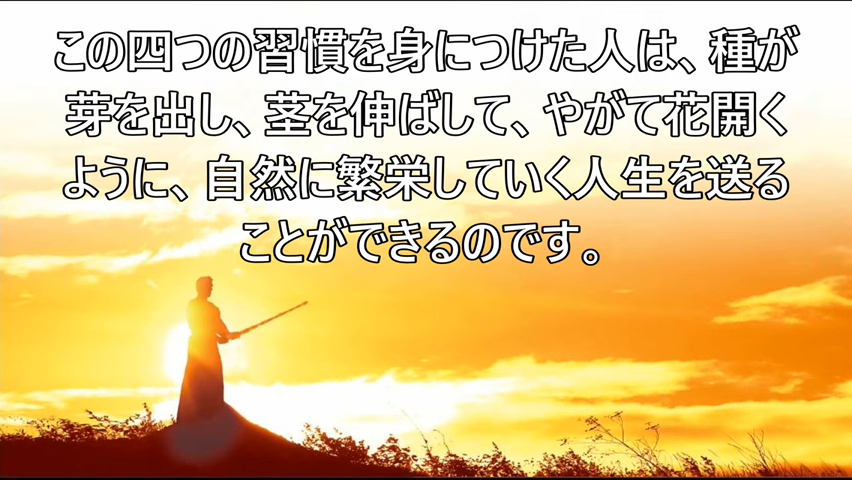 この四つの習慣を身につけた人は、種が
芽を出し、茎を伸ばして、やがて花開く
ように、自然に繁栄していく人生を送る
ことができるのです。